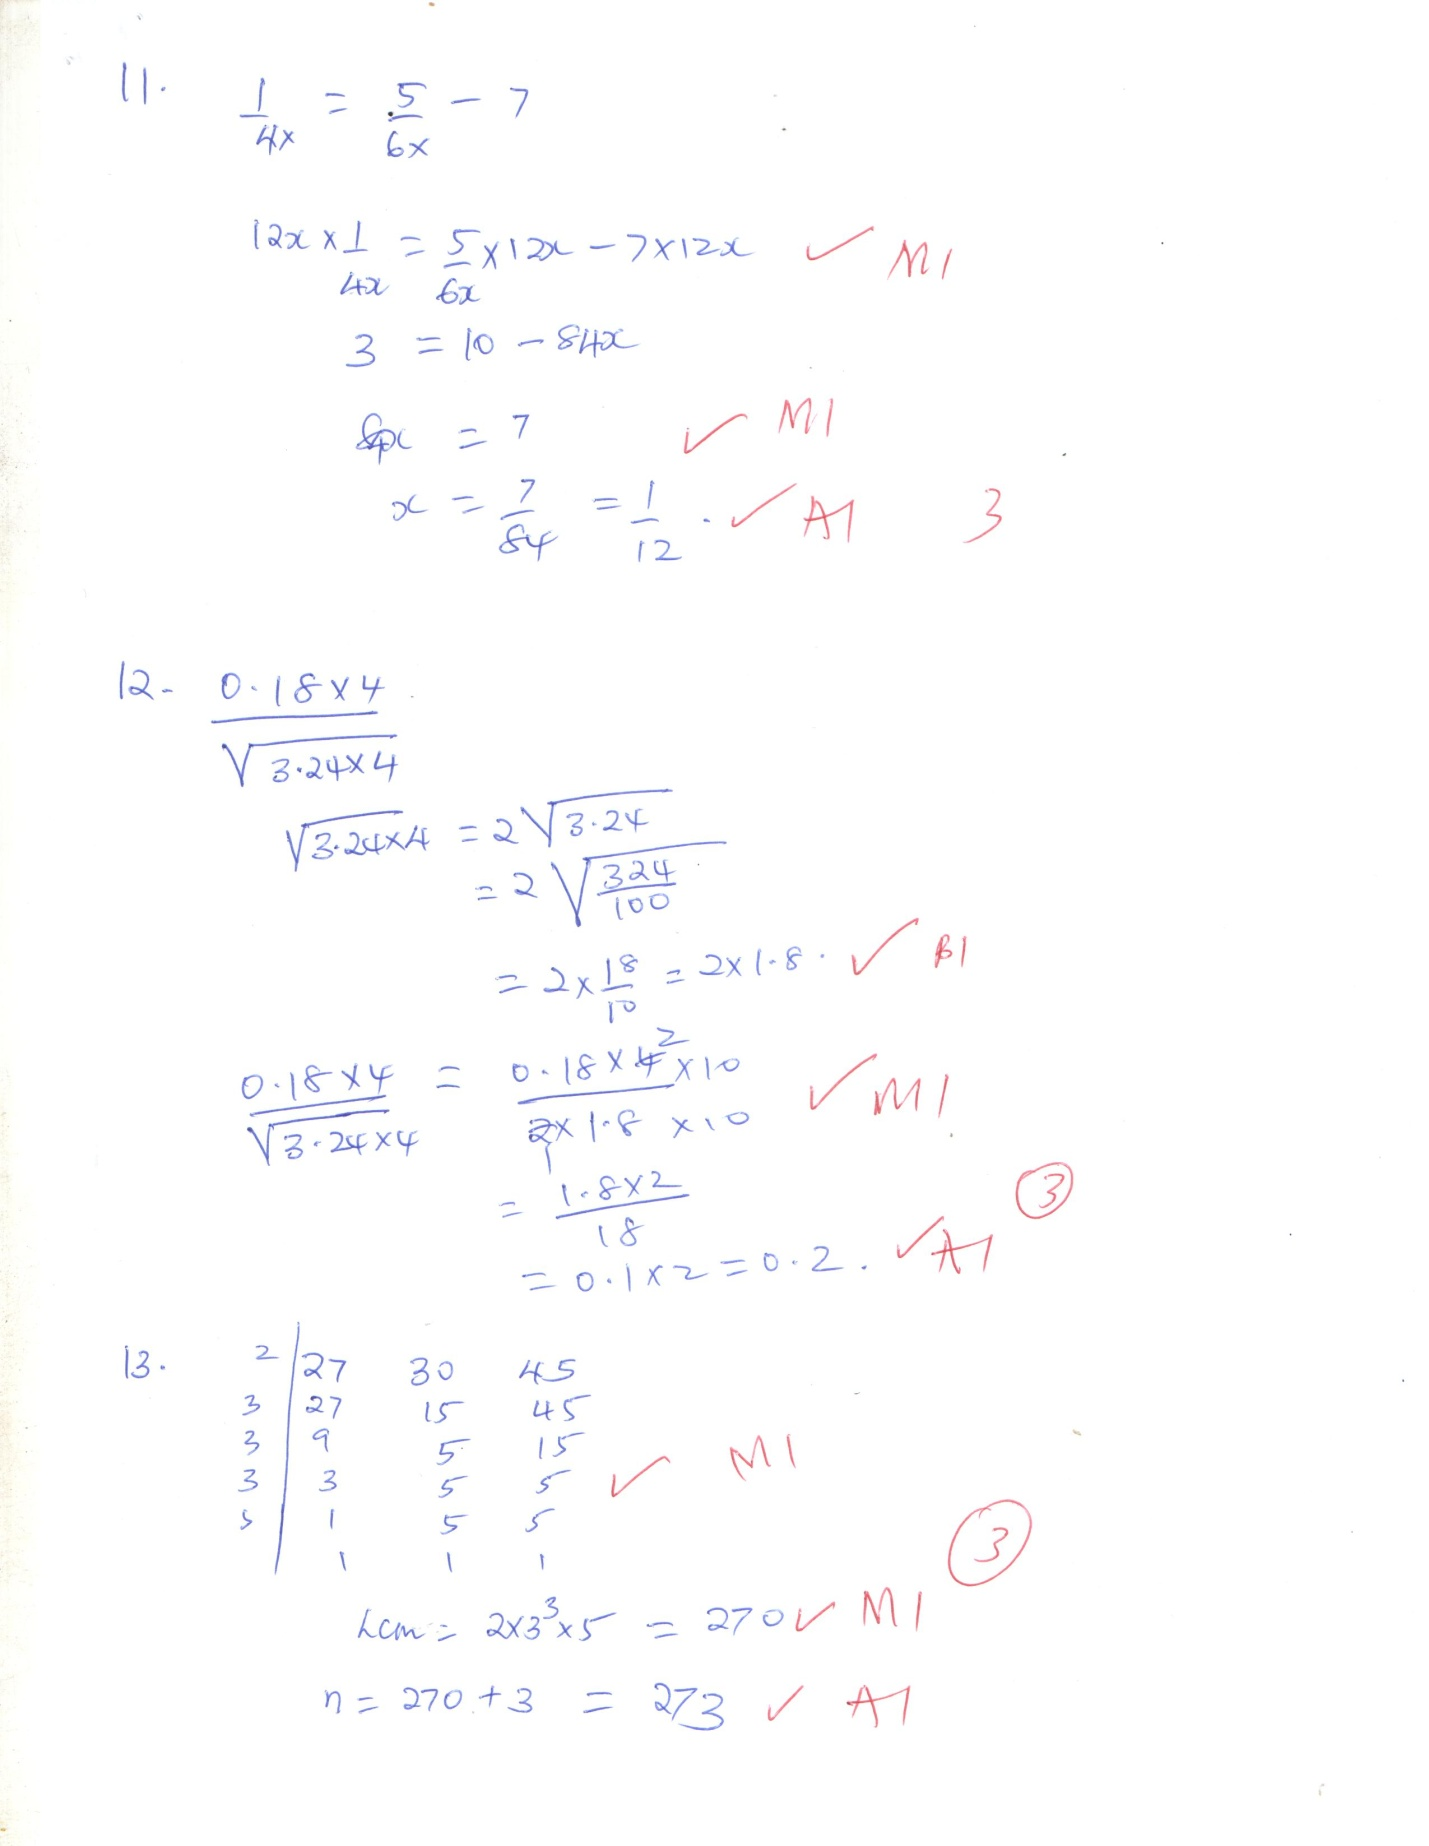 11. 1/4x = 5/6x - 7
12x × 1/4x = 5/6x × 12x - 7 × 12x ✓ M1
3 = 10 - 84x
84x = 7 ✓ M1
x = 7/84 = 1/12 . ✓ A1 3
12- 0.18×4 / √3.24×4
√3.24×4 = 2√3.24
= 2√324/100
= 2× 18/10 = 2×1.8 . ✓ B1
0.18×4 / √3.24×4 = 0.18×4² ×10 / 2×1.8 ×10 ✓ M1
1
= 1.8×2 / 18 3
= 0.1×2 = 0.2 . ✓ A1
13. 2 | 27 30 45
3 | 27 15 45
3 | 9 5 15
3 | 3 5 5 ✓ M1
5 | 1 5 5
1 1 1 3
Lcm = 2×3³×5 = 270 ✓ M1
n = 270 + 3 = 273 ✓ A1